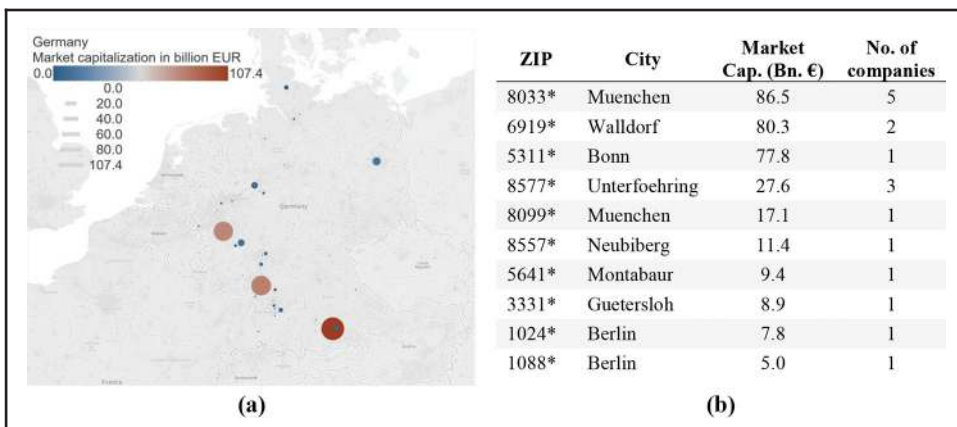 Germany
Market capitalization in billion EUR
0.0 107.4
0.0
20.0
40.0
60.0
80.0
107.4
Germany
France
(a)
ZIP City Market Cap. (Bn. €) No. of companies
8033* Muenchen 86.5 5
6919* Walldorf 80.3 2
5311* Bonn 77.8 1
8577* Unterfoehring 27.6 3
8099* Muenchen 17.1 1
8557* Neubiberg 11.4 1
5641* Montabaur 9.4 1
3331* Guetersloh 8.9 1
1024* Berlin 7.8 1
1088* Berlin 5.0 1
(b)